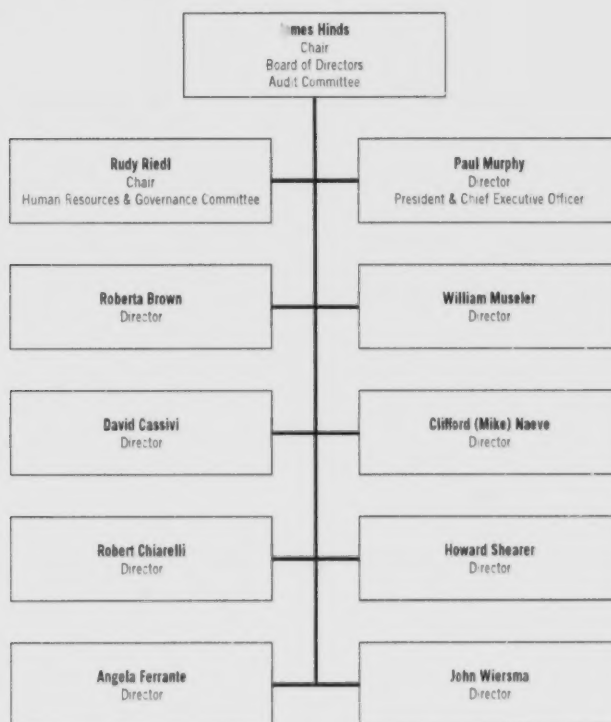 James Hinds
Chair
Board of Directors
Audit Committee
Rudy Riedl
Chair
Human Resources & Governance Committee
Paul Murphy
Director
President & Chief Executive Officer
Roberta Brown
Director
William Museler
Director
David Cassivi
Director
Clifford (Mike) Naeve
Director
Robert Chiarelli
Director
Howard Shearer
Director
Angela Ferrante
Director
John Wiersma
Director